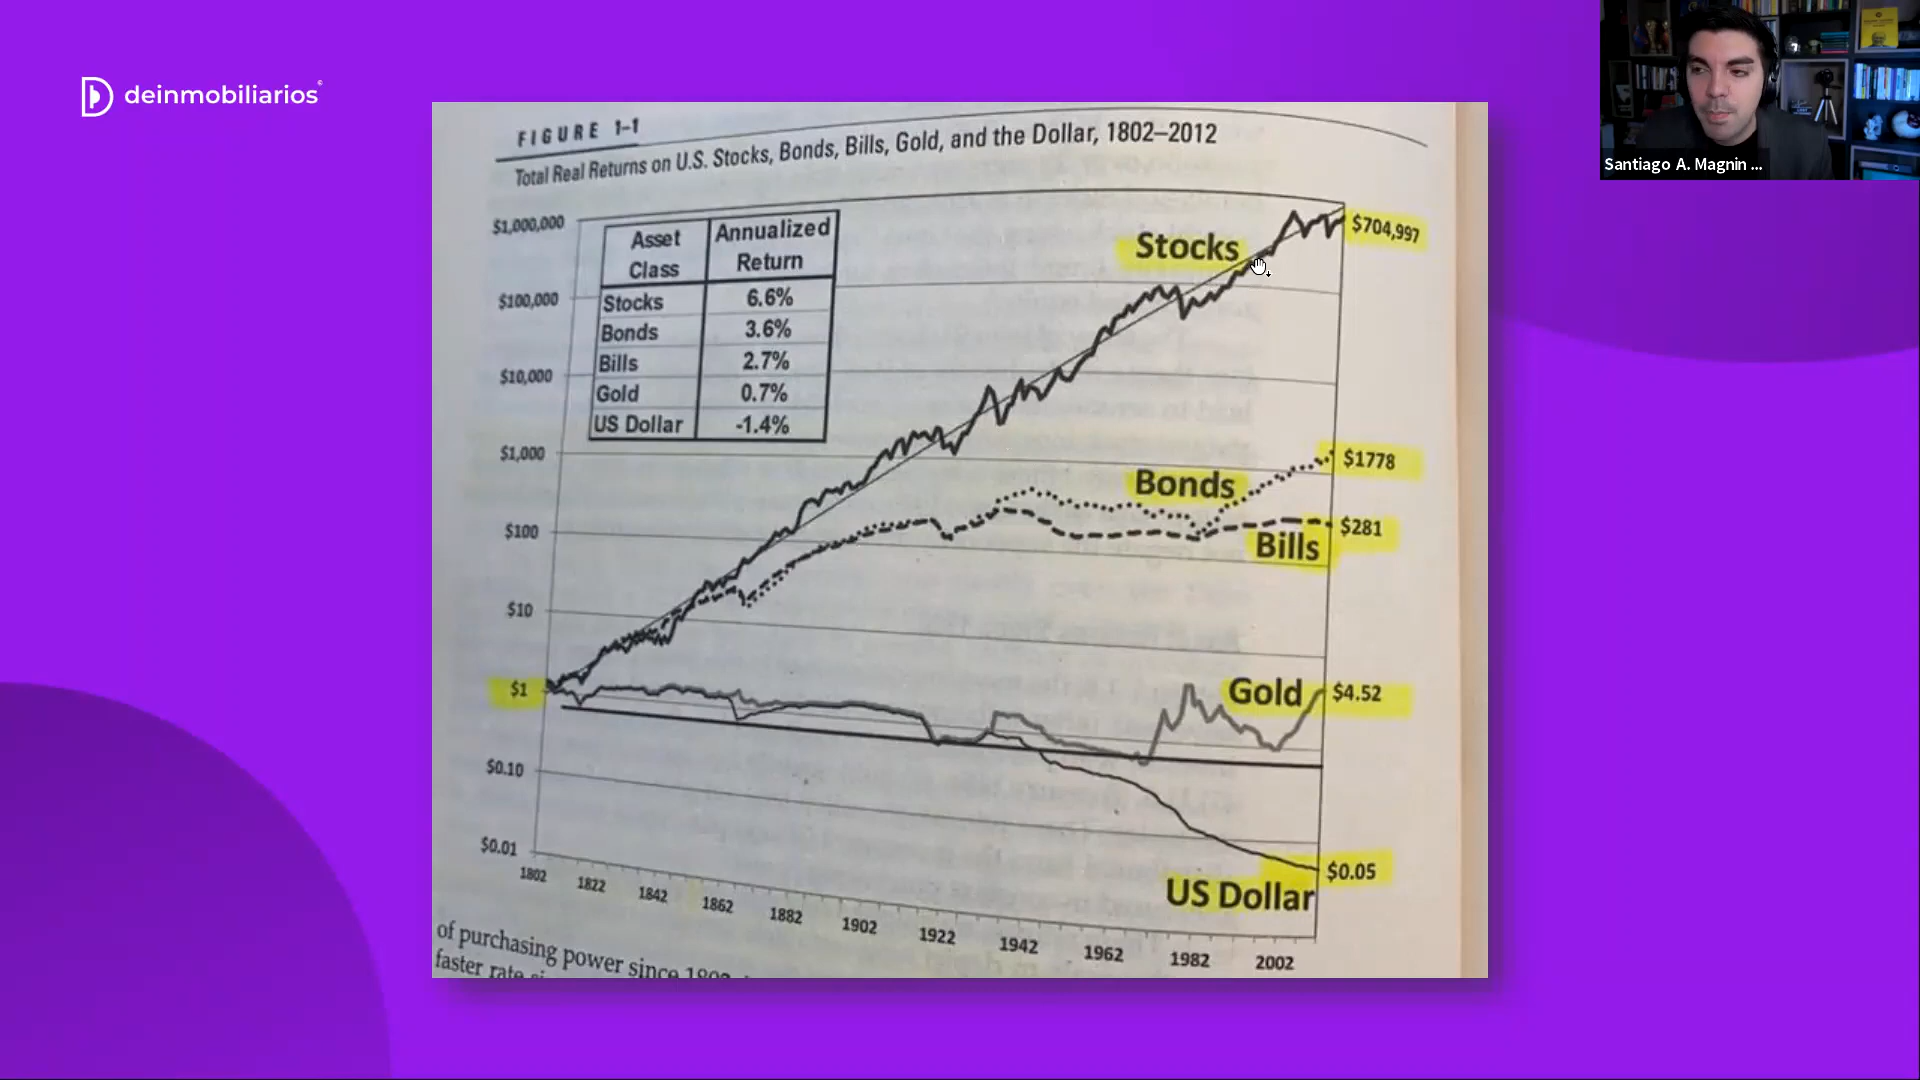 deinmobiliarios
Santiago A. Magnin ...
FIGURE 1-1
Total Real Returns on U.S. Stocks, Bonds, Bills, Gold, and the Dollar, 1802–2012
Asset Class Annualized Return
Stocks 6.6%
Bonds 3.6%
Bills 2.7%
Gold 0.7%
US Dollar -1.4%
$1,000,000
$100,000
$10,000
$1,000
$100
$10
$1
$0.10
$0.01
Stocks $704,997
Bonds $1778
Bills $281
Gold $4.52
US Dollar $0.05
1802 1822 1842 1862 1882 1902 1922 1942 1962 1982 2002
of purchasing power since
faster rate